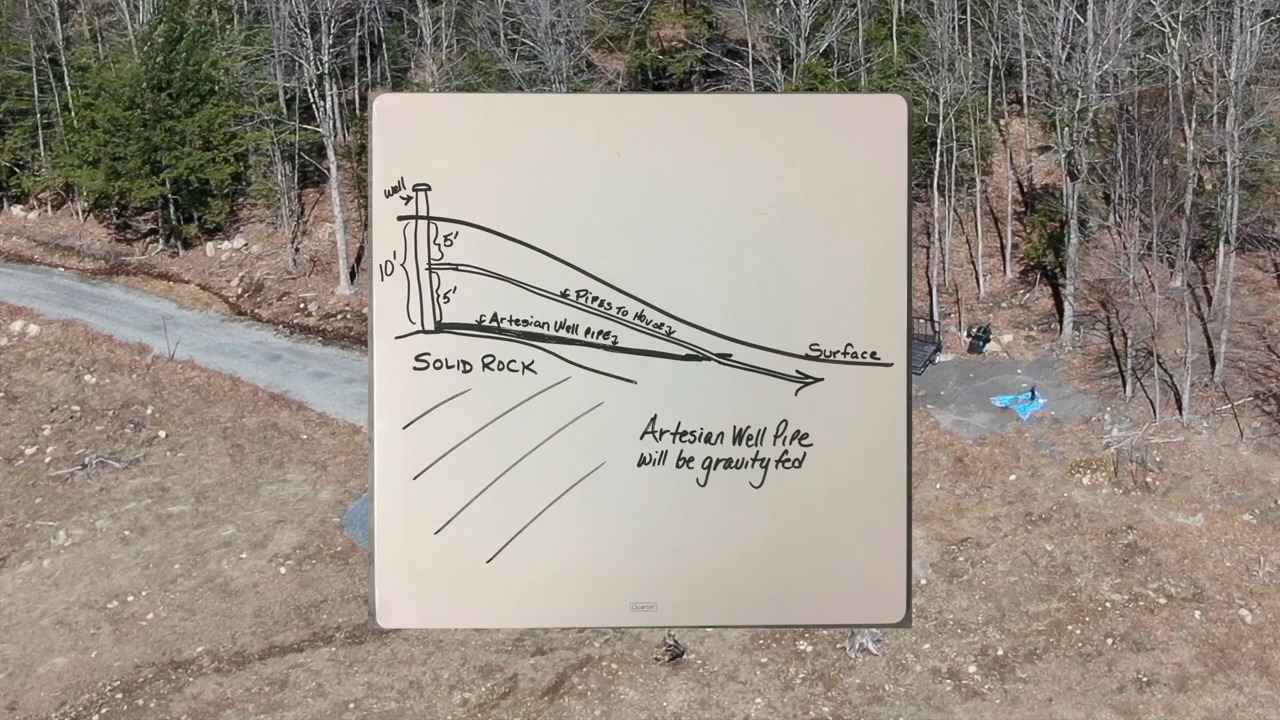 well
5'
10'
5'
Pipes To House
Artesian Well Pipe
Surface
Solid Rock
Artesian Well Pipe
will be gravity fed
Quartet